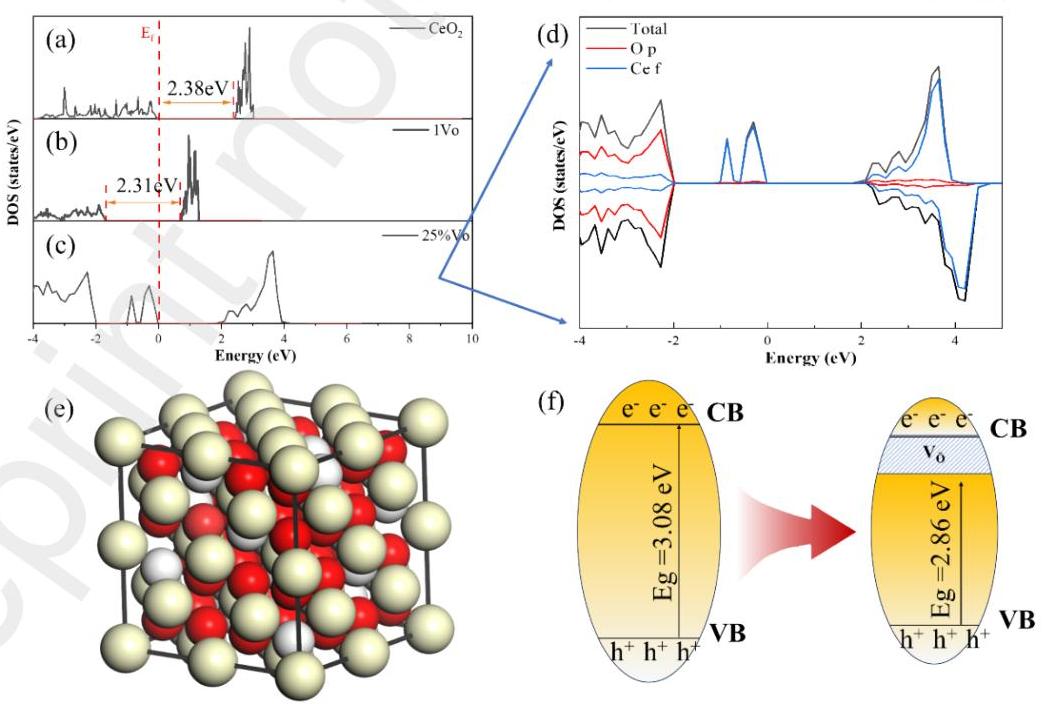 (a)
E_f
CeO₂
2.38eV
(b)
1Vo
2.31eV
(c)
25%Vo
DOS (states/eV)
-4 -2 0 2 4 6 8 10
Energy (eV)
(d)
Total
O p
Ce f
DOS (states/eV)
-4 -2 0 2 4
Energy (eV)
(e)
(f)
e⁻ e⁻ e⁻ CB
Eg =3.08 eV
VB
h⁺ h⁺ h⁺
e⁻ e⁻ e⁻ CB
V_Ö
Eg =2.86 eV
VB
h⁺ h⁺ h⁺